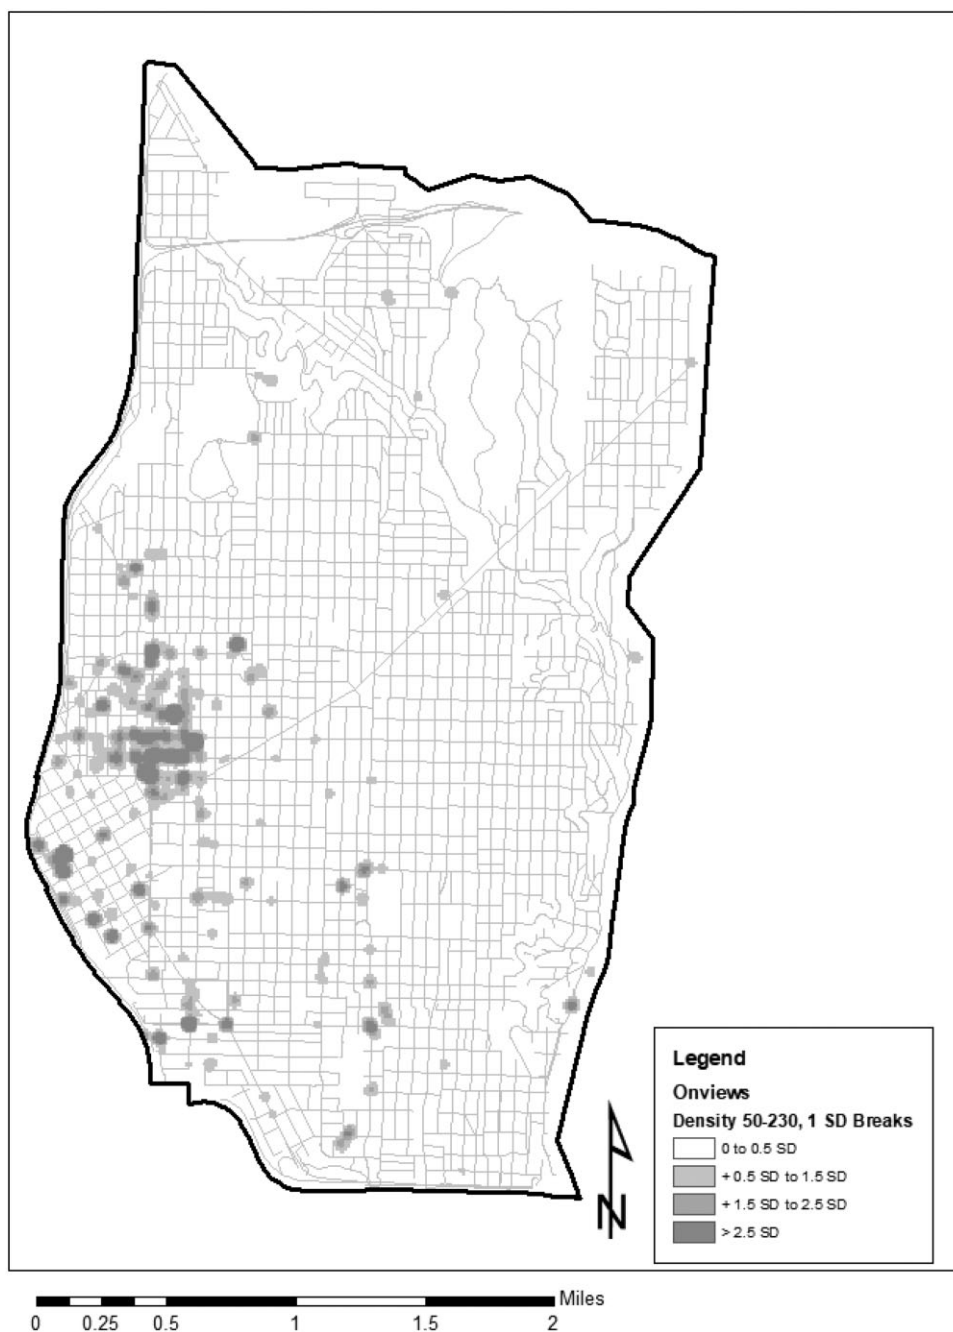 Legend
Onviews
Density 50-230, 1 SD Breaks
0 to 0.5 SD
+0.5 SD to 1.5 SD
+1.5 SD to 2.5 SD
> 2.5 SD
N
Miles
0 0.25 0.5 1 1.5 2